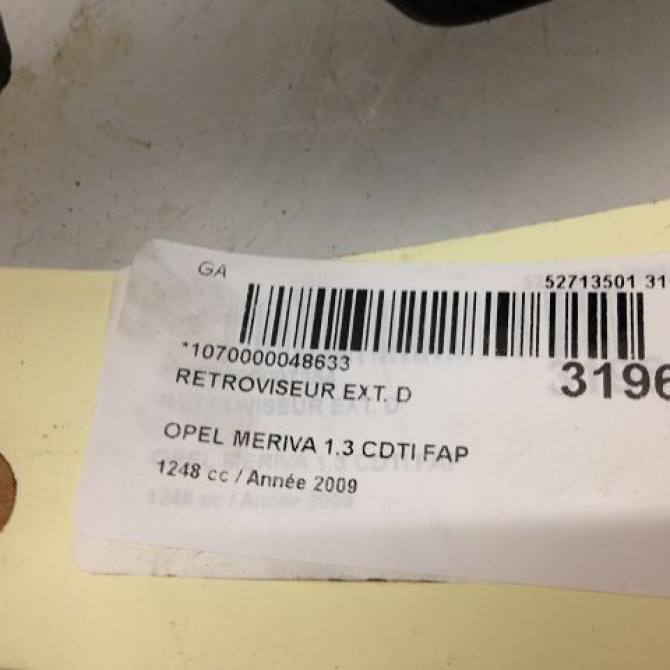 GA
52713501 31
*1070000048633
3196
RETROVISEUR EXT. D
OPEL MERIVA 1.3 CDTI FAP
1248 cc / Année 2009